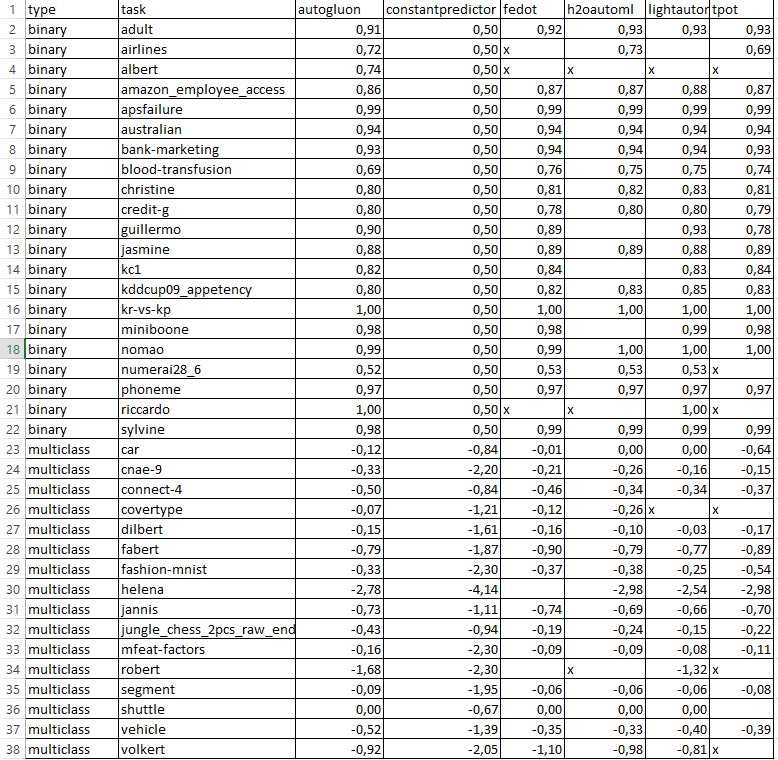 1 type task autogluon constantpredictor fedot h2oautoml lightautor tpot
2 binary adult 0,91 0,50 0,92 0,93 0,93 0,93
3 binary airlines 0,72 0,50 x 0,73 0,69
4 binary albert 0,74 0,50 x x x x
5 binary amazon_employee_access 0,86 0,50 0,87 0,87 0,88 0,87
6 binary apsfailure 0,99 0,50 0,99 0,99 0,99 0,99
7 binary australian 0,94 0,50 0,94 0,94 0,94 0,94
8 binary bank-marketing 0,93 0,50 0,94 0,94 0,94 0,93
9 binary blood-transfusion 0,69 0,50 0,76 0,75 0,75 0,74
10 binary christine 0,80 0,50 0,81 0,82 0,83 0,81
11 binary credit-g 0,80 0,50 0,78 0,80 0,80 0,79
12 binary guillermo 0,90 0,50 0,89 0,93 0,78
13 binary jasmine 0,88 0,50 0,89 0,89 0,88 0,89
14 binary kc1 0,82 0,50 0,84 0,83 0,84
15 binary kddcup09_appetency 0,80 0,50 0,82 0,83 0,85 0,83
16 binary kr-vs-kp 1,00 0,50 1,00 1,00 1,00 1,00
17 binary miniboone 0,98 0,50 0,98 0,99 0,98
18 binary nomao 0,99 0,50 0,99 1,00 1,00 1,00
19 binary numerai28_6 0,52 0,50 0,53 0,53 0,53 x
20 binary phoneme 0,97 0,50 0,97 0,97 0,97 0,97
21 binary riccardo 1,00 0,50 x x 1,00 x
22 binary sylvine 0,98 0,50 0,99 0,99 0,99 0,99
23 multiclass car -0,12 -0,84 -0,01 0,00 0,00 -0,64
24 multiclass cnae-9 -0,33 -2,20 -0,21 -0,26 -0,16 -0,15
25 multiclass connect-4 -0,50 -0,84 -0,46 -0,34 -0,34 -0,37
26 multiclass covertype -0,07 -1,21 -0,12 -0,26 x x
27 multiclass dilbert -0,15 -1,61 -0,16 -0,10 -0,03 -0,17
28 multiclass fabert -0,79 -1,87 -0,90 -0,79 -0,77 -0,89
29 multiclass fashion-mnist -0,33 -2,30 -0,37 -0,38 -0,25 -0,54
30 multiclass helena -2,78 -4,14 -2,98 -2,54 -2,98
31 multiclass jannis -0,73 -1,11 -0,74 -0,69 -0,66 -0,70
32 multiclass jungle_chess_2pcs_raw_end -0,43 -0,94 -0,19 -0,24 -0,15 -0,22
33 multiclass mfeat-factors -0,16 -2,30 -0,09 -0,09 -0,08 -0,11
34 multiclass robert -1,68 -2,30 x -1,32 x
35 multiclass segment -0,09 -1,95 -0,06 -0,06 -0,06 -0,08
36 multiclass shuttle 0,00 -0,67 0,00 0,00 0,00
37 multiclass vehicle -0,52 -1,39 -0,35 -0,33 -0,40 -0,39
38 multiclass volkert -0,92 -2,05 -1,10 -0,98 -0,81 x